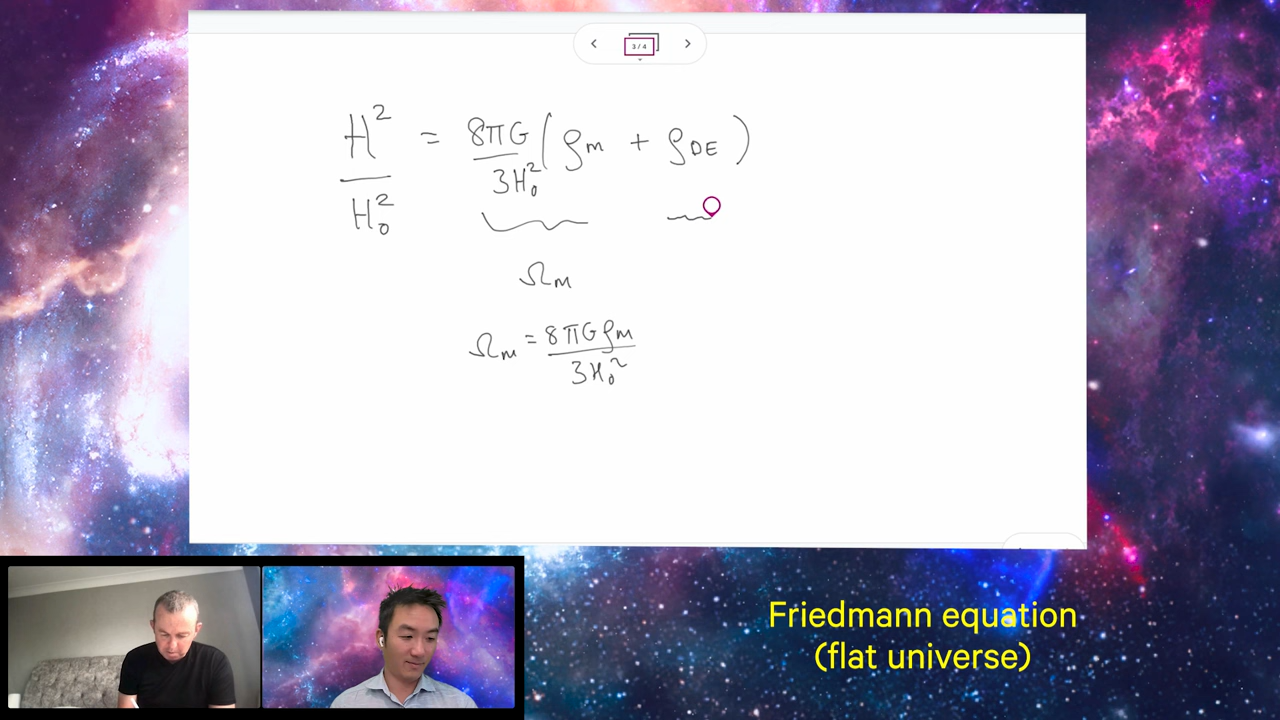 3 / 4
H² / H₀² = 8πG / 3H₀² (ρm + ρDE)
Ωm
Ωm = 8πGρm / 3H₀²
Friedmann equation
(flat universe)